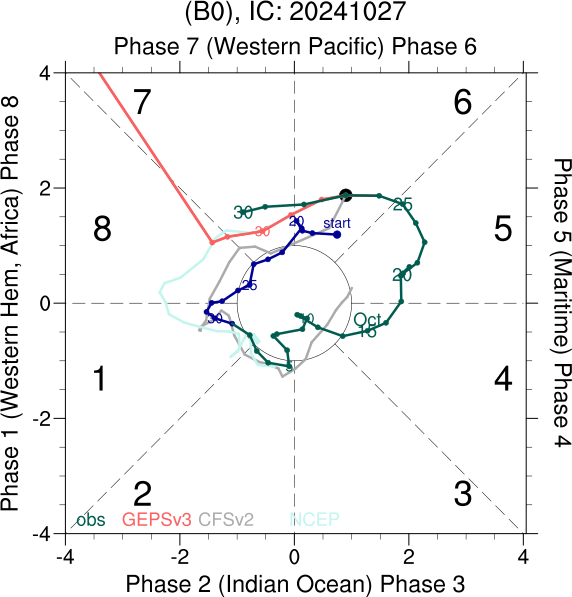 (B0), IC: 20241027
Phase 7 (Western Pacific) Phase 6
Phase 1 (Western Hem, Africa) Phase 8
Phase 5 (Maritime) Phase 4
4
7
6
2
30
25
20
start
30
8
5
25
20
0
30
Oct
15
5
1
4
-2
2
3
obs
GEPSv3
CFSv2
NCEP
-4
-4
-2
0
2
4
Phase 2 (Indian Ocean) Phase 3